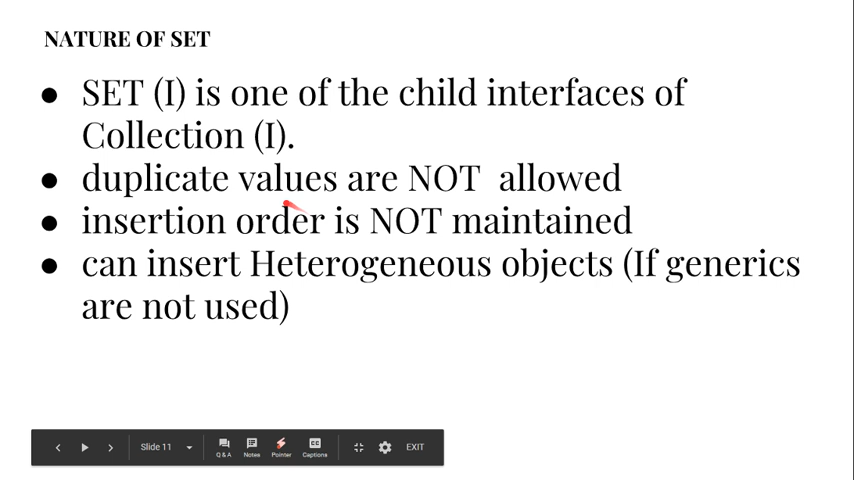 NATURE OF SET
● SET (I) is one of the child interfaces of
Collection (I).
● duplicate values are NOT allowed
● insertion order is NOT maintained
● can insert Heterogeneous objects (If generics
are not used)
Slide 11
Q & A
Notes
Pointer
CC
Captions
EXIT